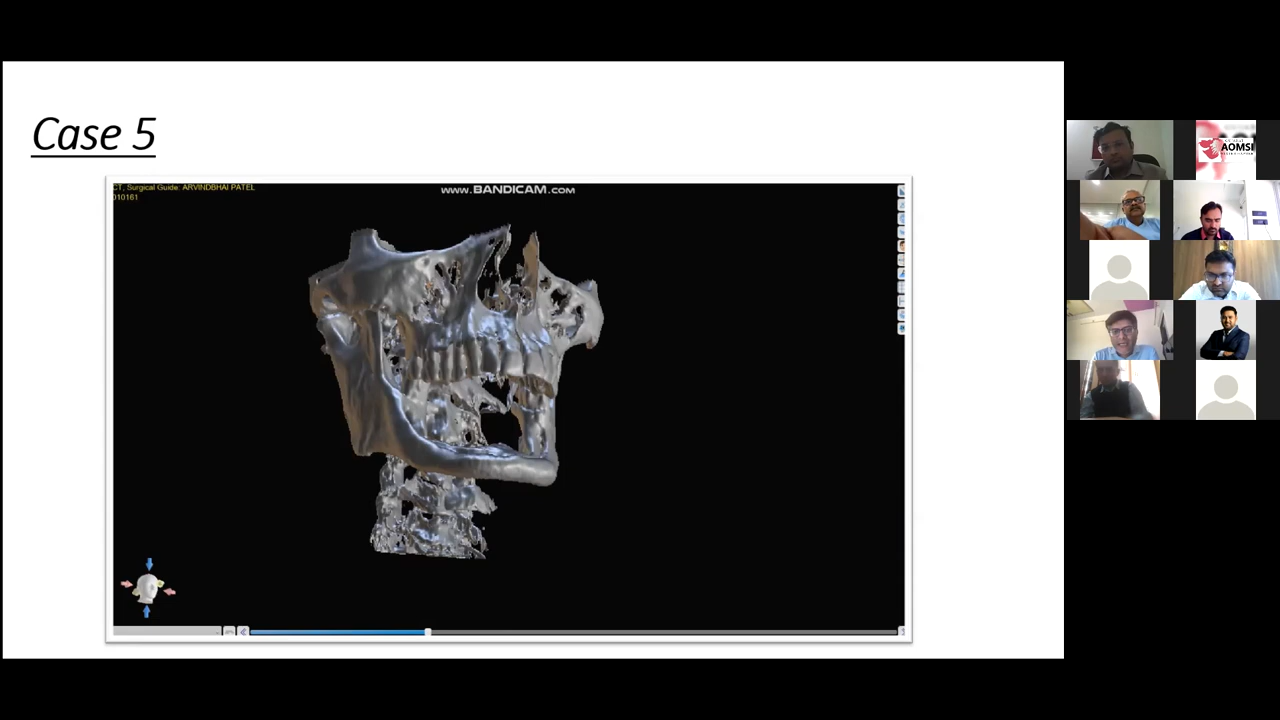 Case 5
CT, Surgical Guide: ARVINDBHAI PATEL
010161
WWW.BANDICAM.COM
AOMSI